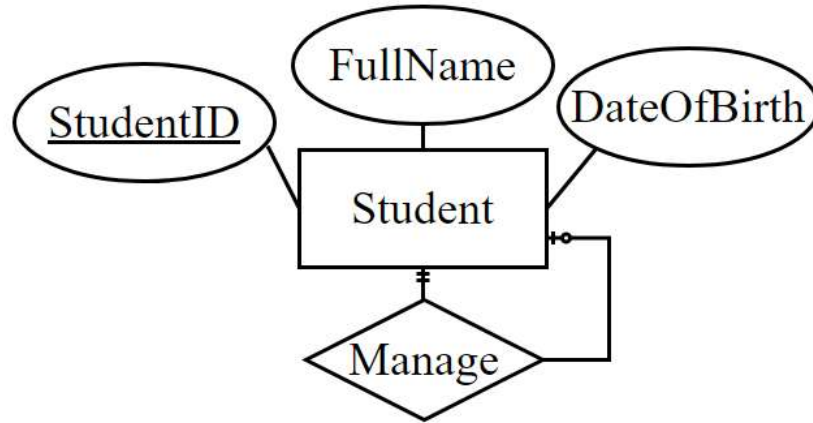 FullName
StudentID
DateOfBirth
Student
Manage